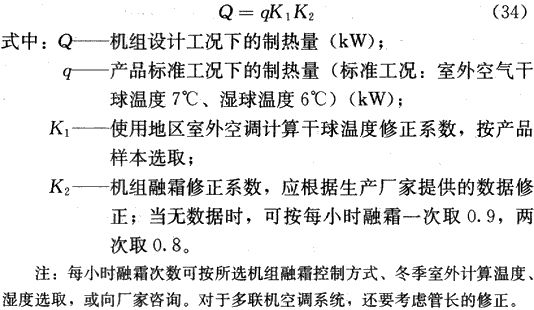 Q＝qK₁K₂ （34）
式中：Q——机组设计工况下的制热量（kW）；
q——产品标准工况下的制热量（标准工况：室外空气干
球温度7℃、湿球温度6℃）（kW）；
K₁——使用地区室外空调计算干球温度修正系数，按产品
样本选取；
K₂——机组融霜修正系数，应根据生产厂家提供的数据修
正；当无数据时，可按每小时融霜一次取0.9，两
次取0.8。
注：每小时融霜次数可按所选机组融霜控制方式、冬季室外计算温度、
湿度选取，或向厂家咨询。对于多联机空调系统，还要考虑管长的修正。